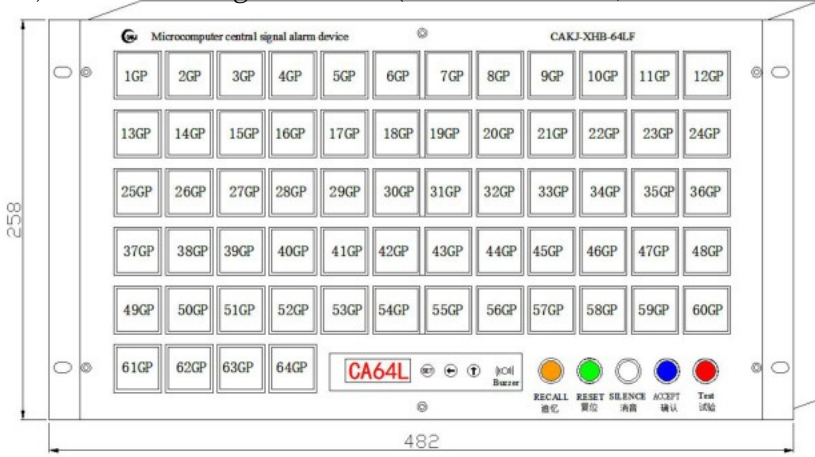 Microcomputer central signal alarm device CAKJ-XHB-64LF
1GP 2GP 3GP 4GP 5GP 6GP 7GP 8GP 9GP 10GP 11GP 12GP
13GP 14GP 15GP 16GP 17GP 18GP 19GP 20GP 21GP 22GP 23GP 24GP
25GP 26GP 27GP 28GP 29GP 30GP 31GP 32GP 33GP 34GP 35GP 36GP
258
37GP 38GP 39GP 40GP 41GP 42GP 43GP 44GP 45GP 46GP 47GP 48GP
49GP 50GP 51GP 52GP 53GP 54GP 55GP 56GP 57GP 58GP 59GP 60GP
61GP 62GP 63GP 64GP CA64L SET
Buzzer
RECALL RESET SILENCE ACCEPT Test
追忆 复位 消音 确认 试验
482